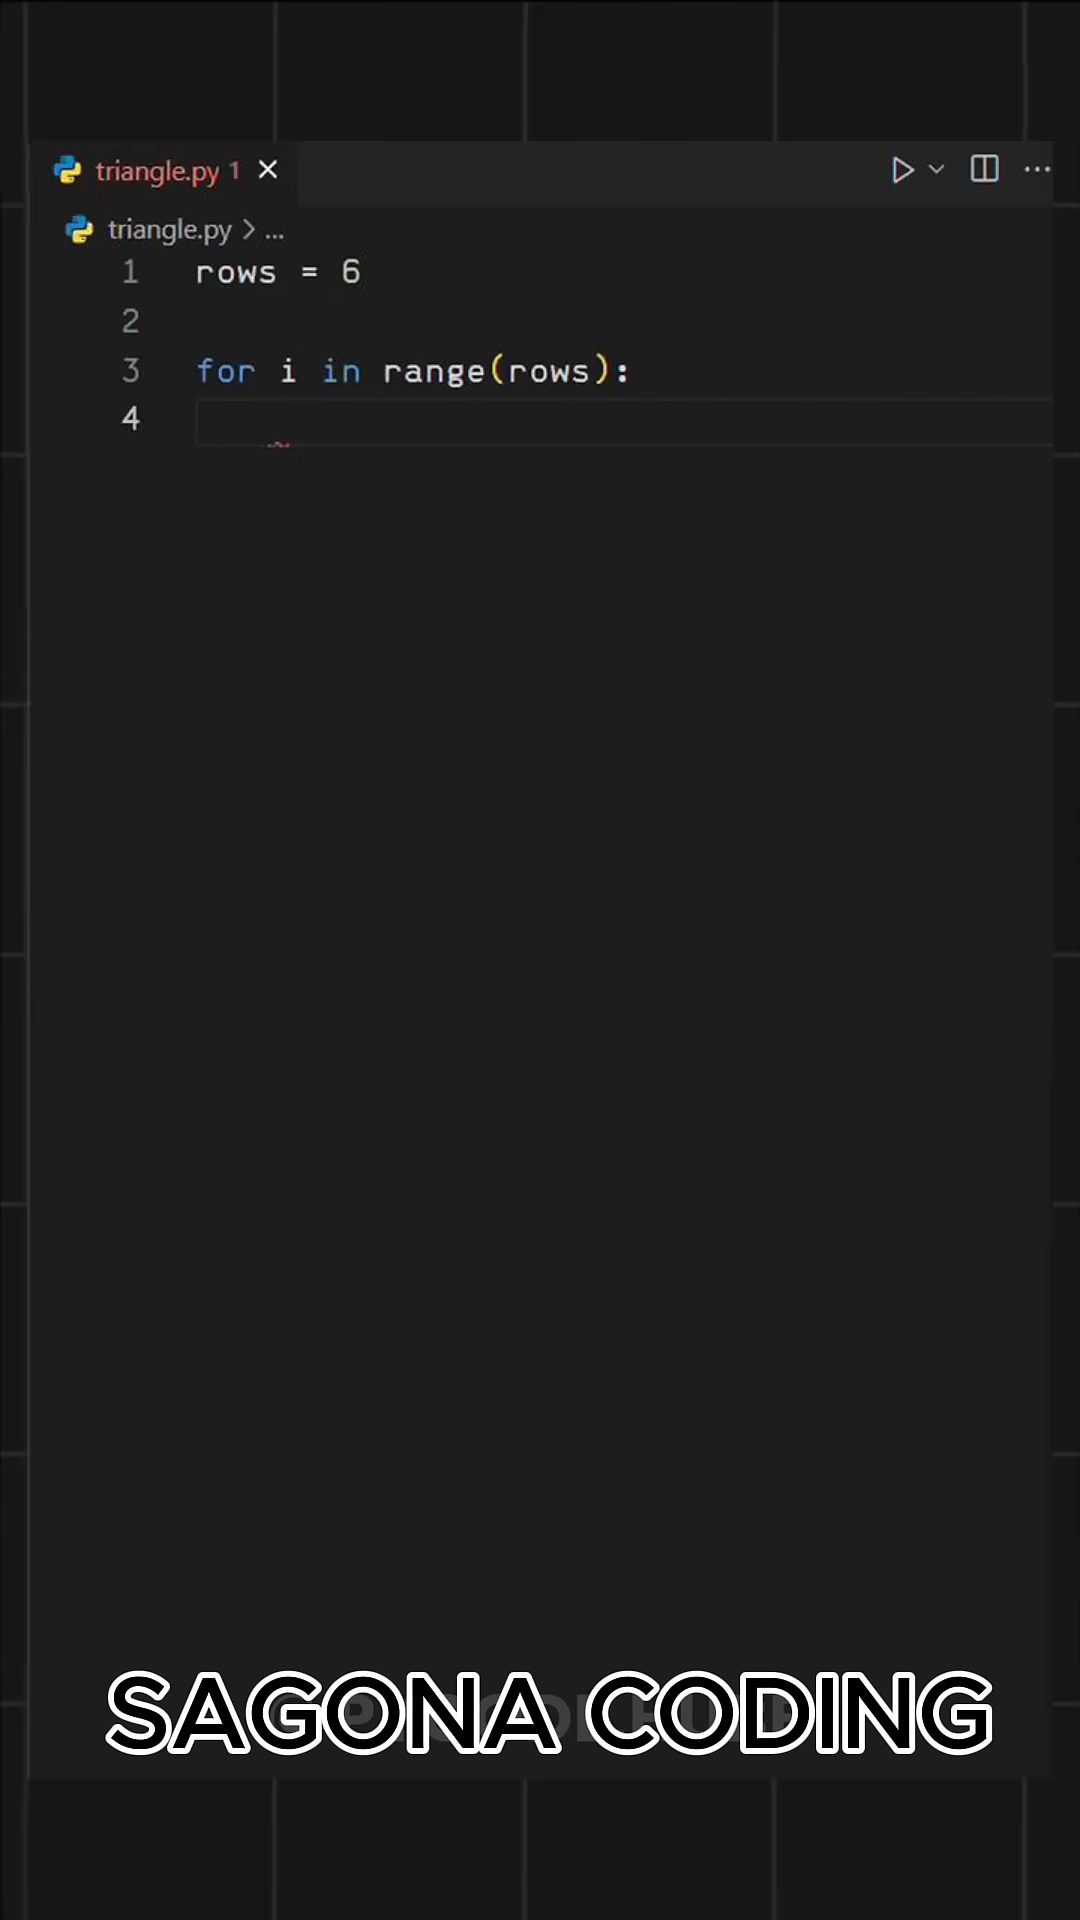 triangle.py 1
triangle.py > ...
1 rows = 6
2
3 for i in range(rows):
4
SAGONA CODING